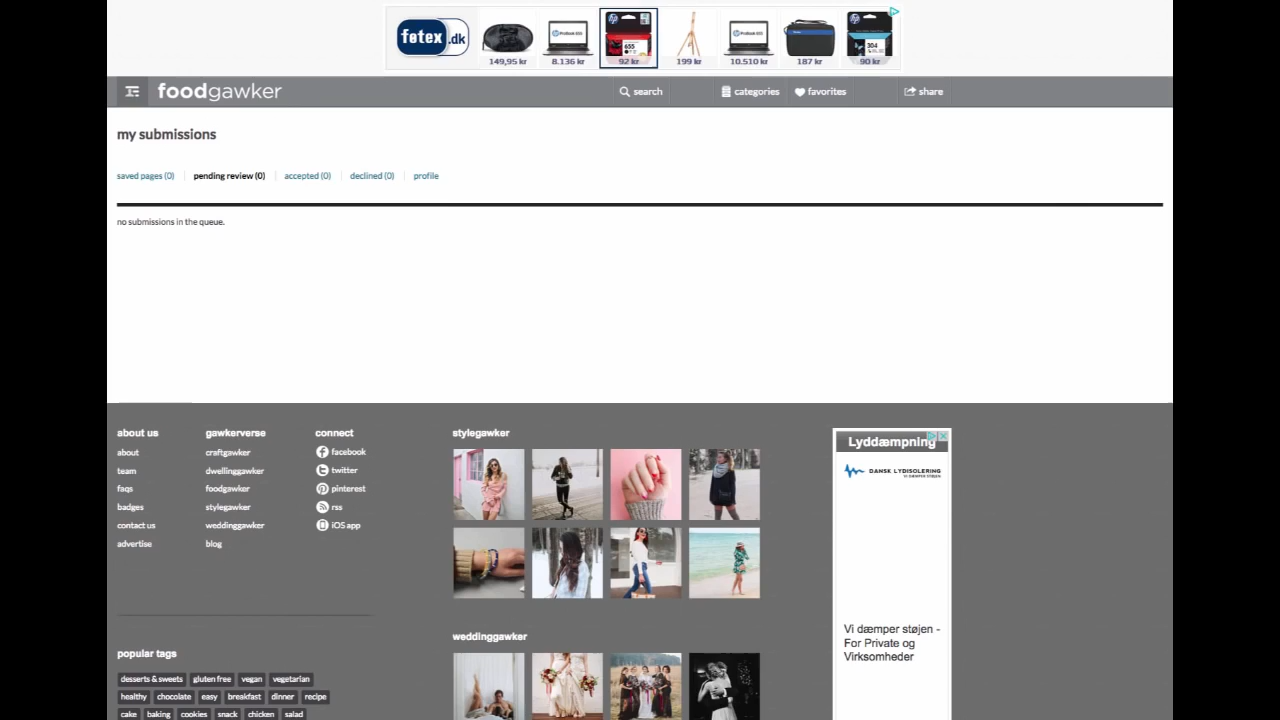 føtex.dk
149,95 kr
8.136 kr
655
92 kr
199 kr
10.510 kr
187 kr
304
90 kr
foodgawker
search
categories
favorites
share
my submissions
saved pages (0)
pending review (0)
accepted (0)
declined (0)
profile
no submissions in the queue.
about us
about
team
faqs
badges
contact us
advertise
gawkerverse
craftgawker
dwellinggawker
foodgawker
stylegawker
weddinggawker
blog
connect
facebook
twitter
pinterest
rss
iOS app
popular tags
desserts & sweets gluten free vegan vegetarian
healthy chocolate easy breakfast dinner recipe
cake baking cookies snack chicken salad
stylegawker
weddinggawker
Lyddæmpning
DANSK LYDISOLERING
VI DÆMPER STØJEN
Vi dæmper støjen -
For Private og
Virksomheder